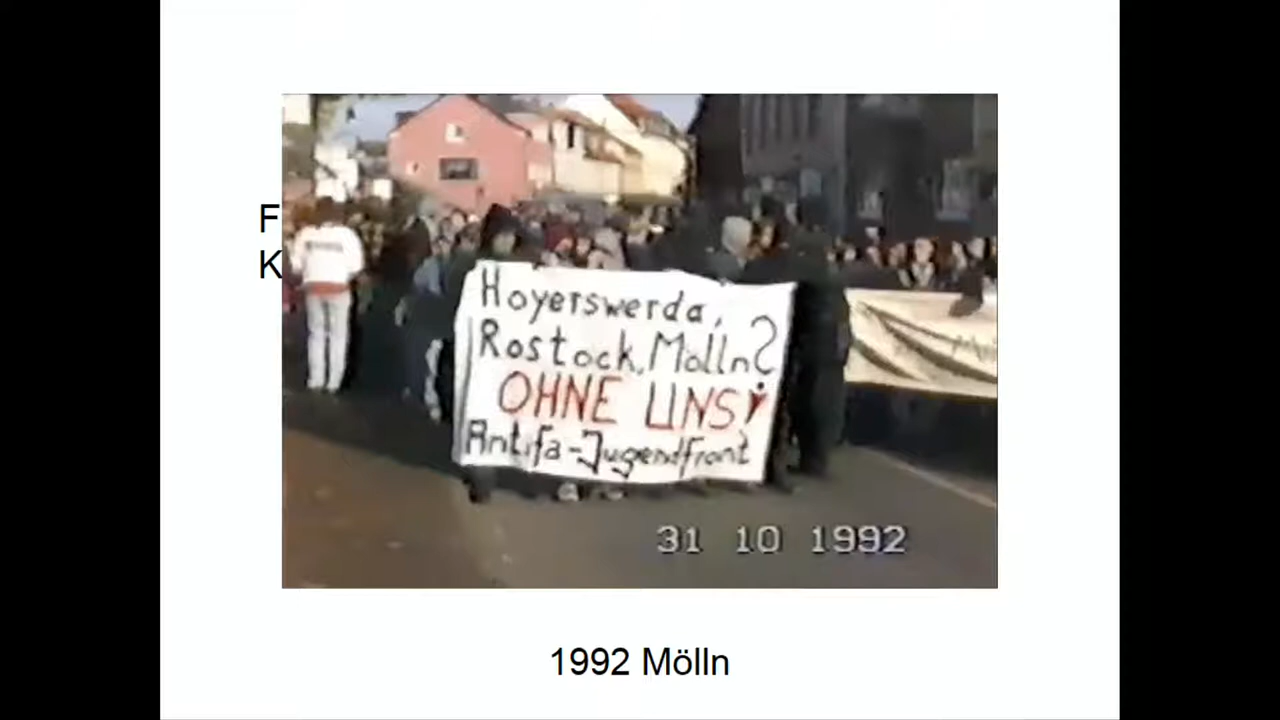 F
K
Hoyerswerda,
Rostock, Mölln?
OHNE UNS!
Antifa-Jugendfront
31 10 1992
1992 Mölln